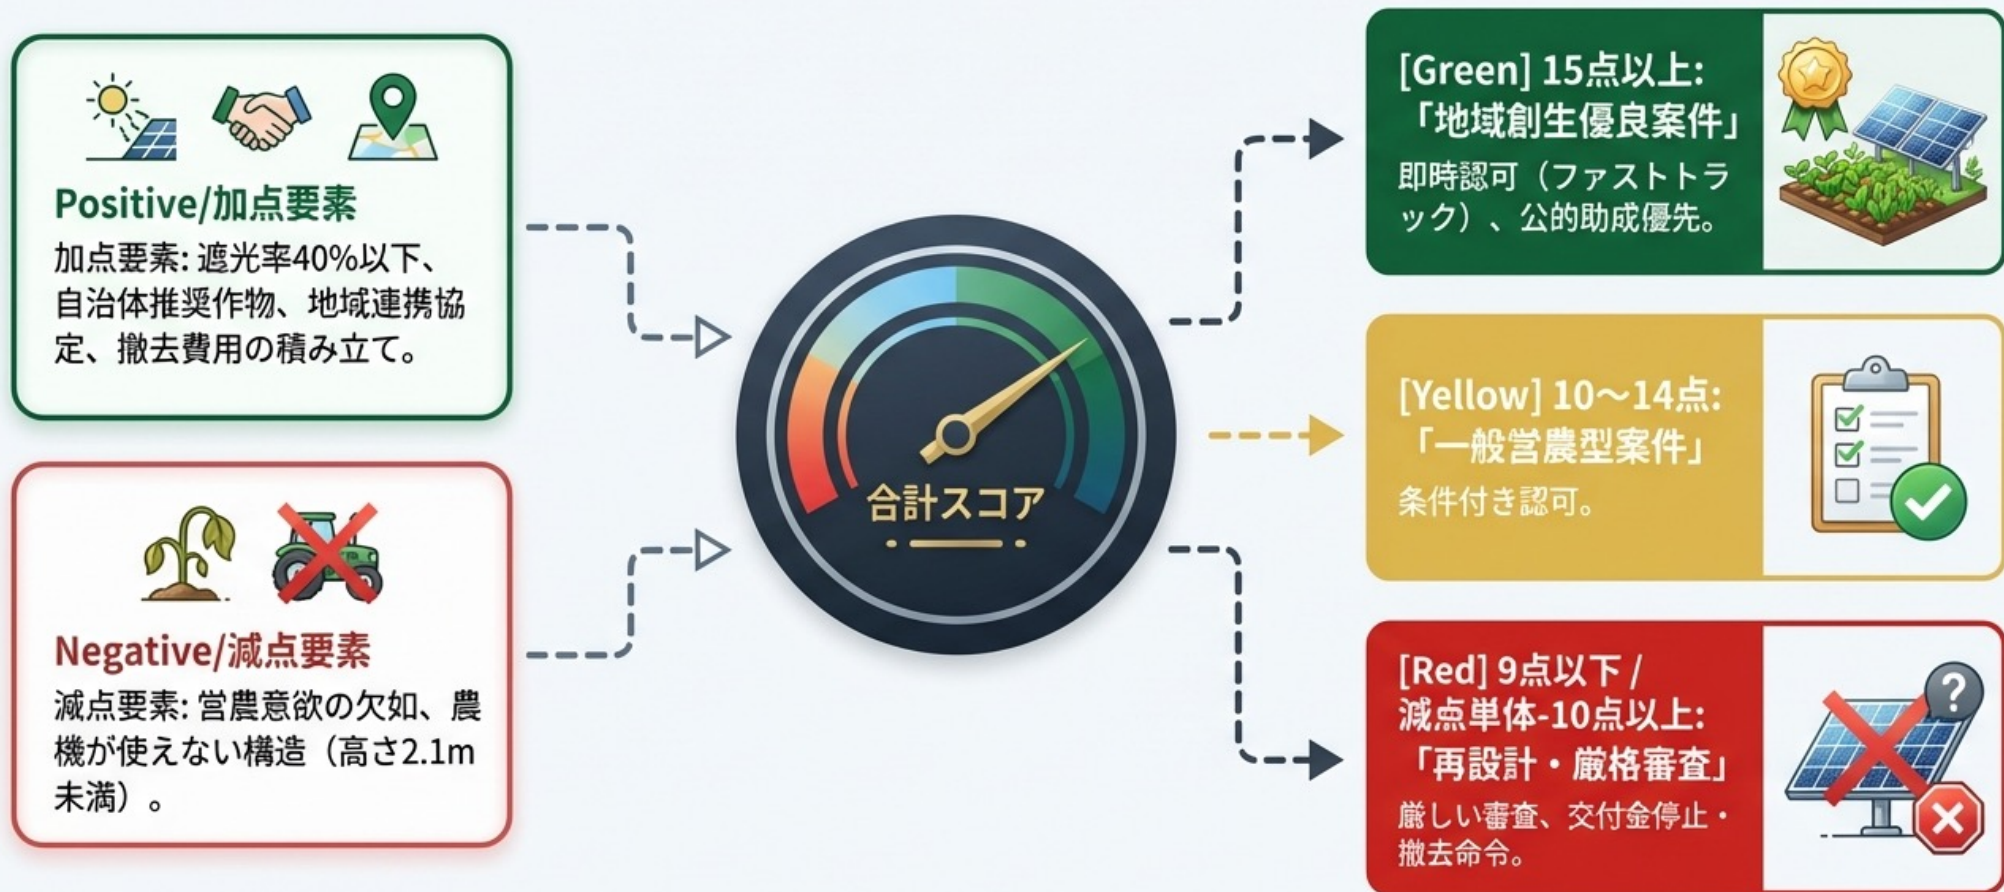 Positive/加点要素
加点要素: 遮光率40%以下、
自治体推奨作物、地域連携協
定、撤去費用の積み立て。
Negative/減点要素
減点要素: 営農意欲の欠如、農
機が使えない構造（高さ2.1m
未満）。
合計スコア
[Green] 15点以上:
「地域創生優良案件」
即時認可（ファストトラ
ック）、公的助成優先。
[Yellow] 10〜14点:
「一般営農型案件」
条件付き認可。
[Red] 9点以下 /
減点単体-10点以上:
「再設計・厳格審査」
厳しい審査、交付金停止・
撤去命令。
?